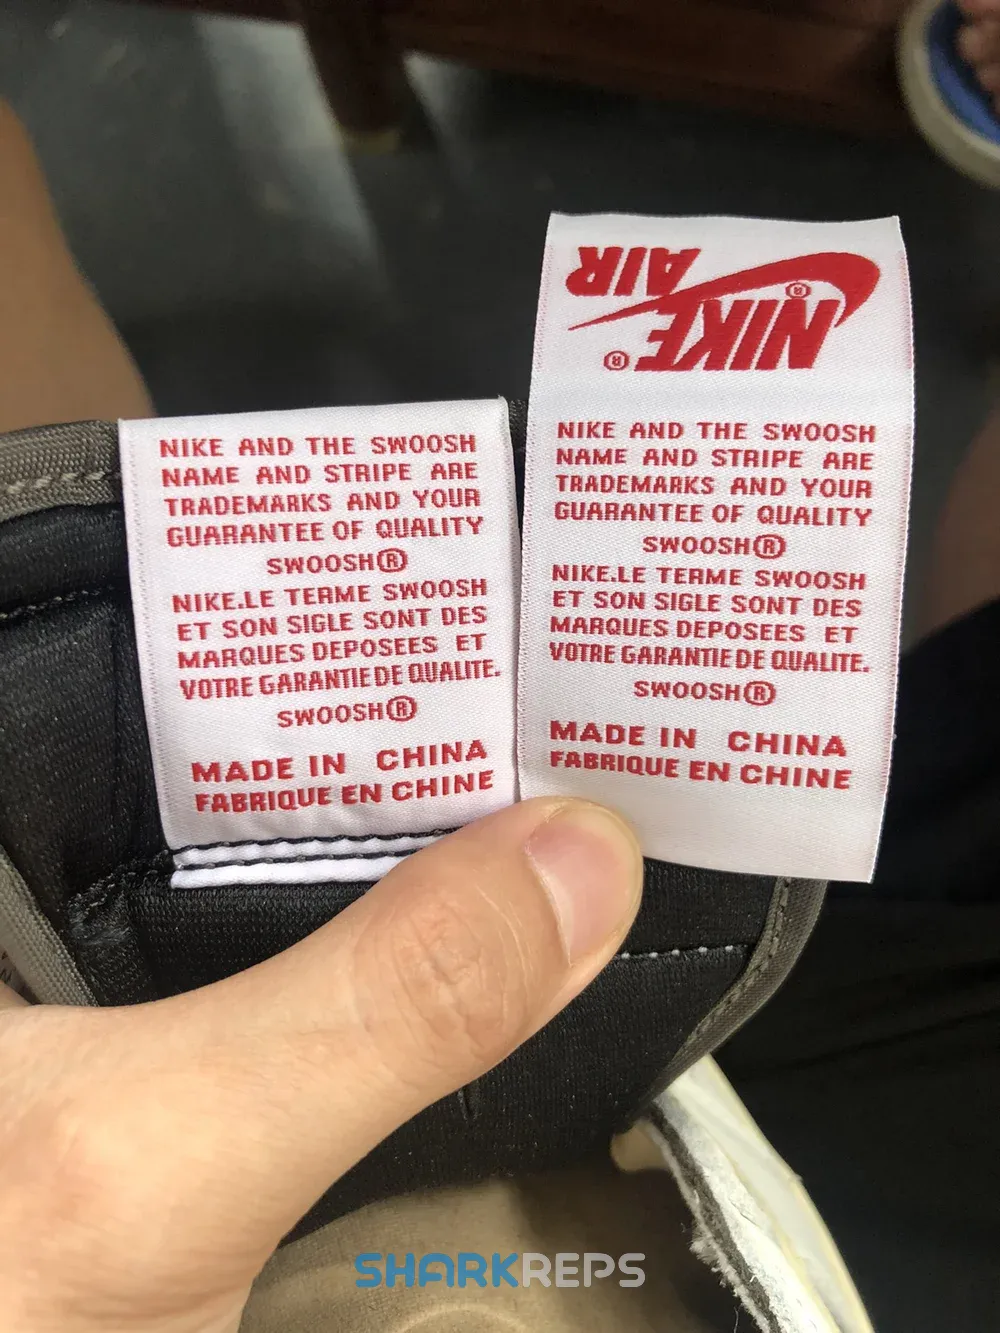 NIKE AND THE SWOOSH
NAME AND STRIPE ARE
TRADEMARKS AND YOUR
GUARANTEE OF QUALITY
SWOOSH®
NIKE.LE TERME SWOOSH
ET SON SIGLE SONT DES
MARQUES DEPOSEES ET
VOTRE GARANTIE DE QUALITE.
SWOOSH®
MADE IN CHINA
FABRIQUE EN CHINE
NIKE®
AIR
®
NIKE AND THE SWOOSH
NAME AND STRIPE ARE
TRADEMARKS AND YOUR
GUARANTEE OF QUALITY
SWOOSH®
NIKE.LE TERME SWOOSH
ET SON SIGLE SONT DES
MARQUES DEPOSEES ET
VOTRE GARANTIE DE QUALITE.
SWOOSH®
MADE IN CHINA
FABRIQUE EN CHINE
SHARKREPS